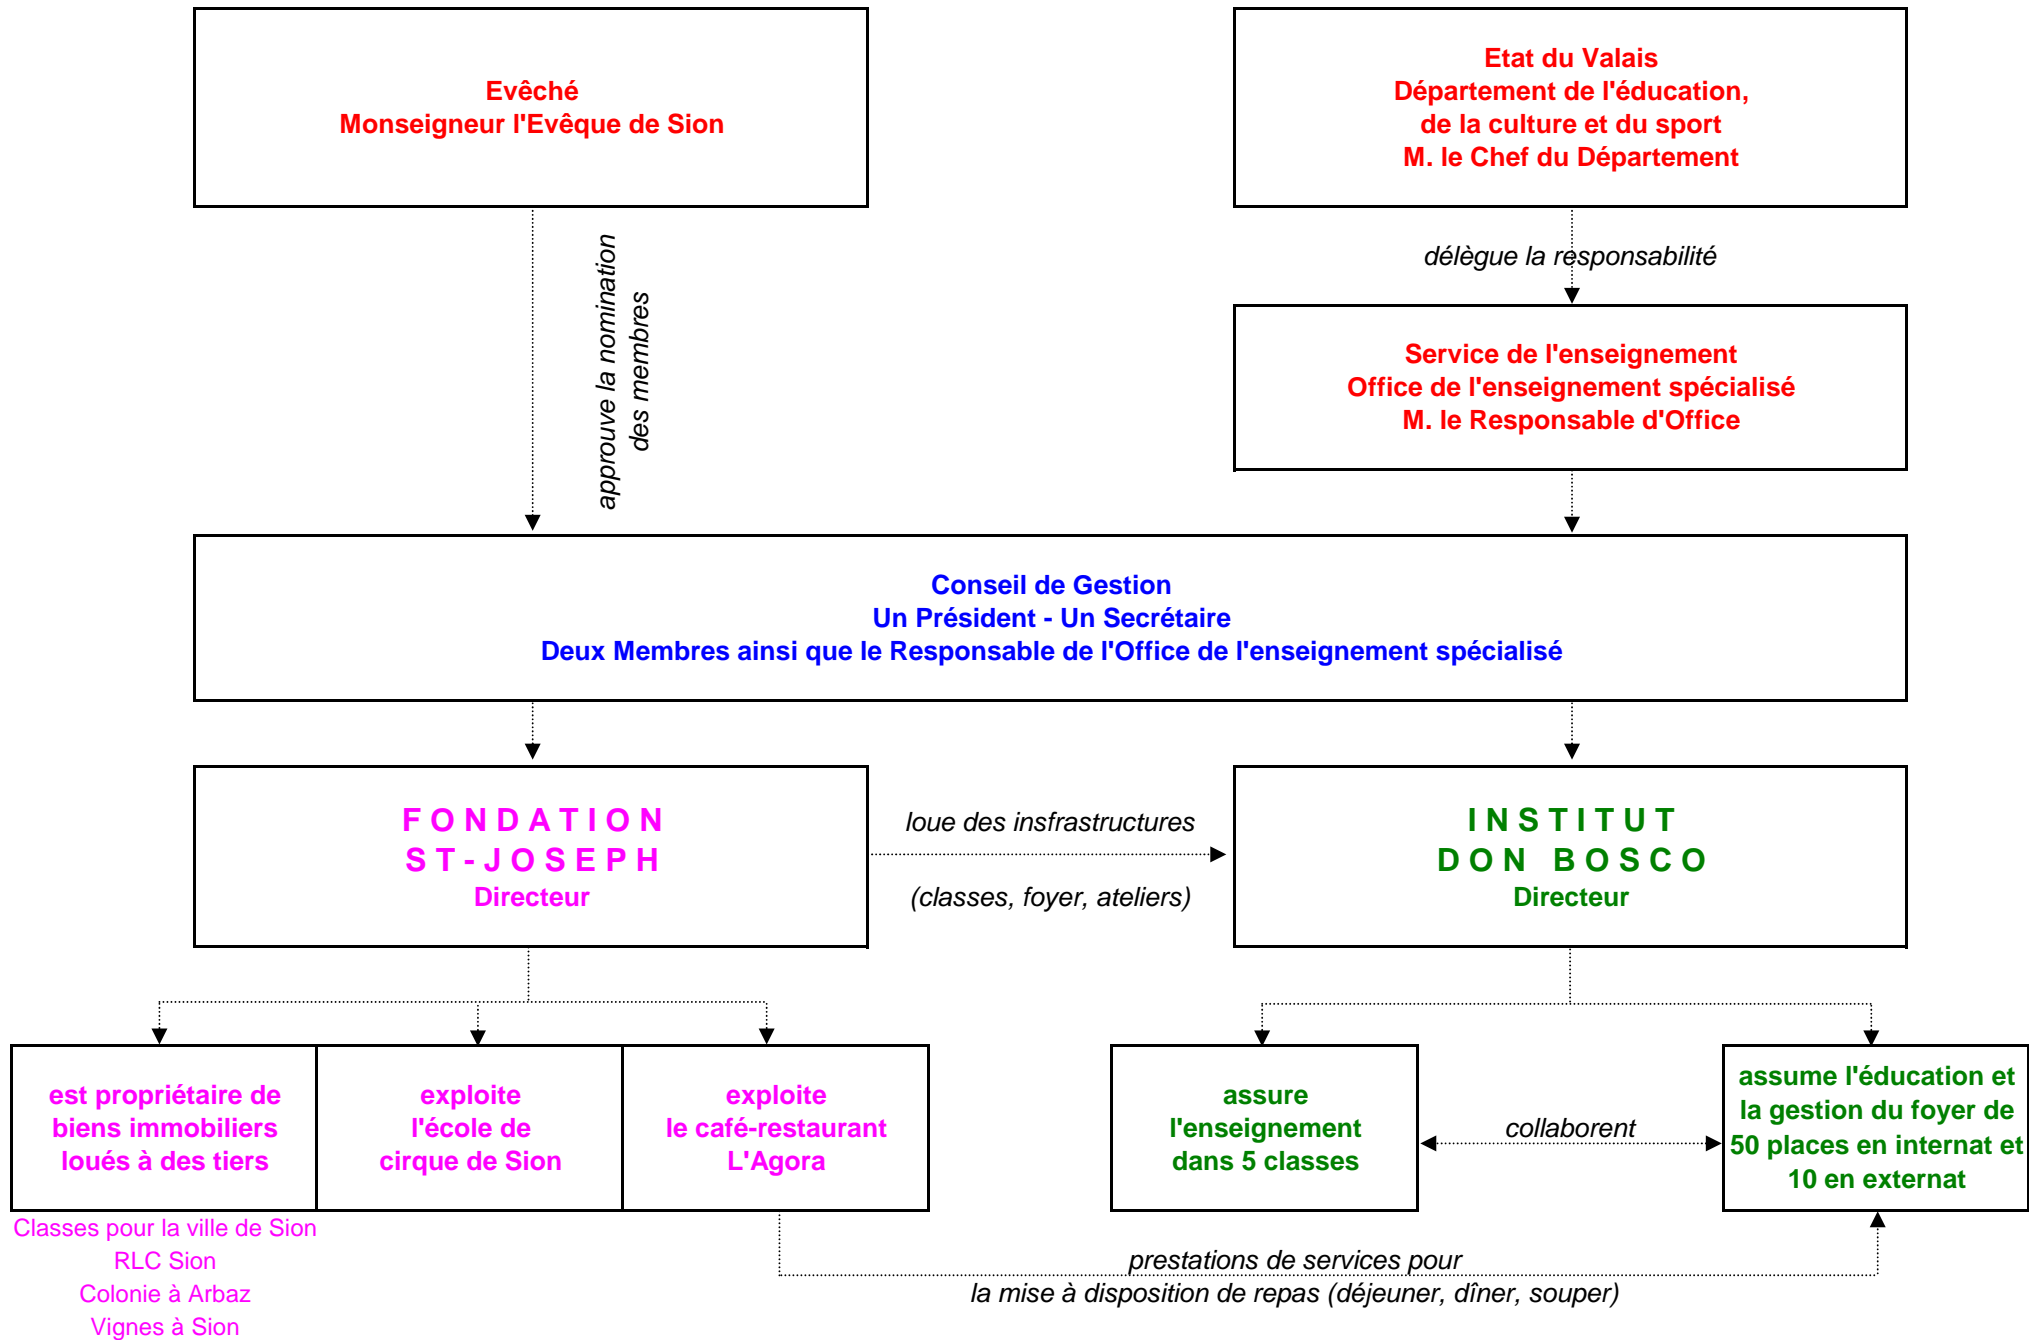 Evêché
Monseigneur l'Evêque de Sion
Etat du Valais
Département de l'éducation,
de la culture et du sport
M. le Chef du Département
approuve la nomination
des membres
délègue la responsabilité
Service de l'enseignement
Office de l'enseignement spécialisé
M. le Responsable d'Office
Conseil de Gestion
Un Président - Un Secrétaire
Deux Membres ainsi que le Responsable de l'Office de l'enseignement spécialisé
FONDATION
ST-JOSEPH
Directeur
loue des insfrastructures
(classes, foyer, ateliers)
INSTITUT
DON BOSCO
Directeur
est propriétaire de
biens immobiliers
loués à des tiers
exploite
l'école de
cirque de Sion
exploite
le café-restaurant
L'Agora
assure
l'enseignement
dans 5 classes
collaborent
assume l'éducation et
la gestion du foyer de
50 places en internat et
10 en externat
Classes pour la ville de Sion
RLC Sion
Colonie à Arbaz
Vignes à Sion
prestations de services pour
la mise à disposition de repas (déjeuner, dîner, souper)